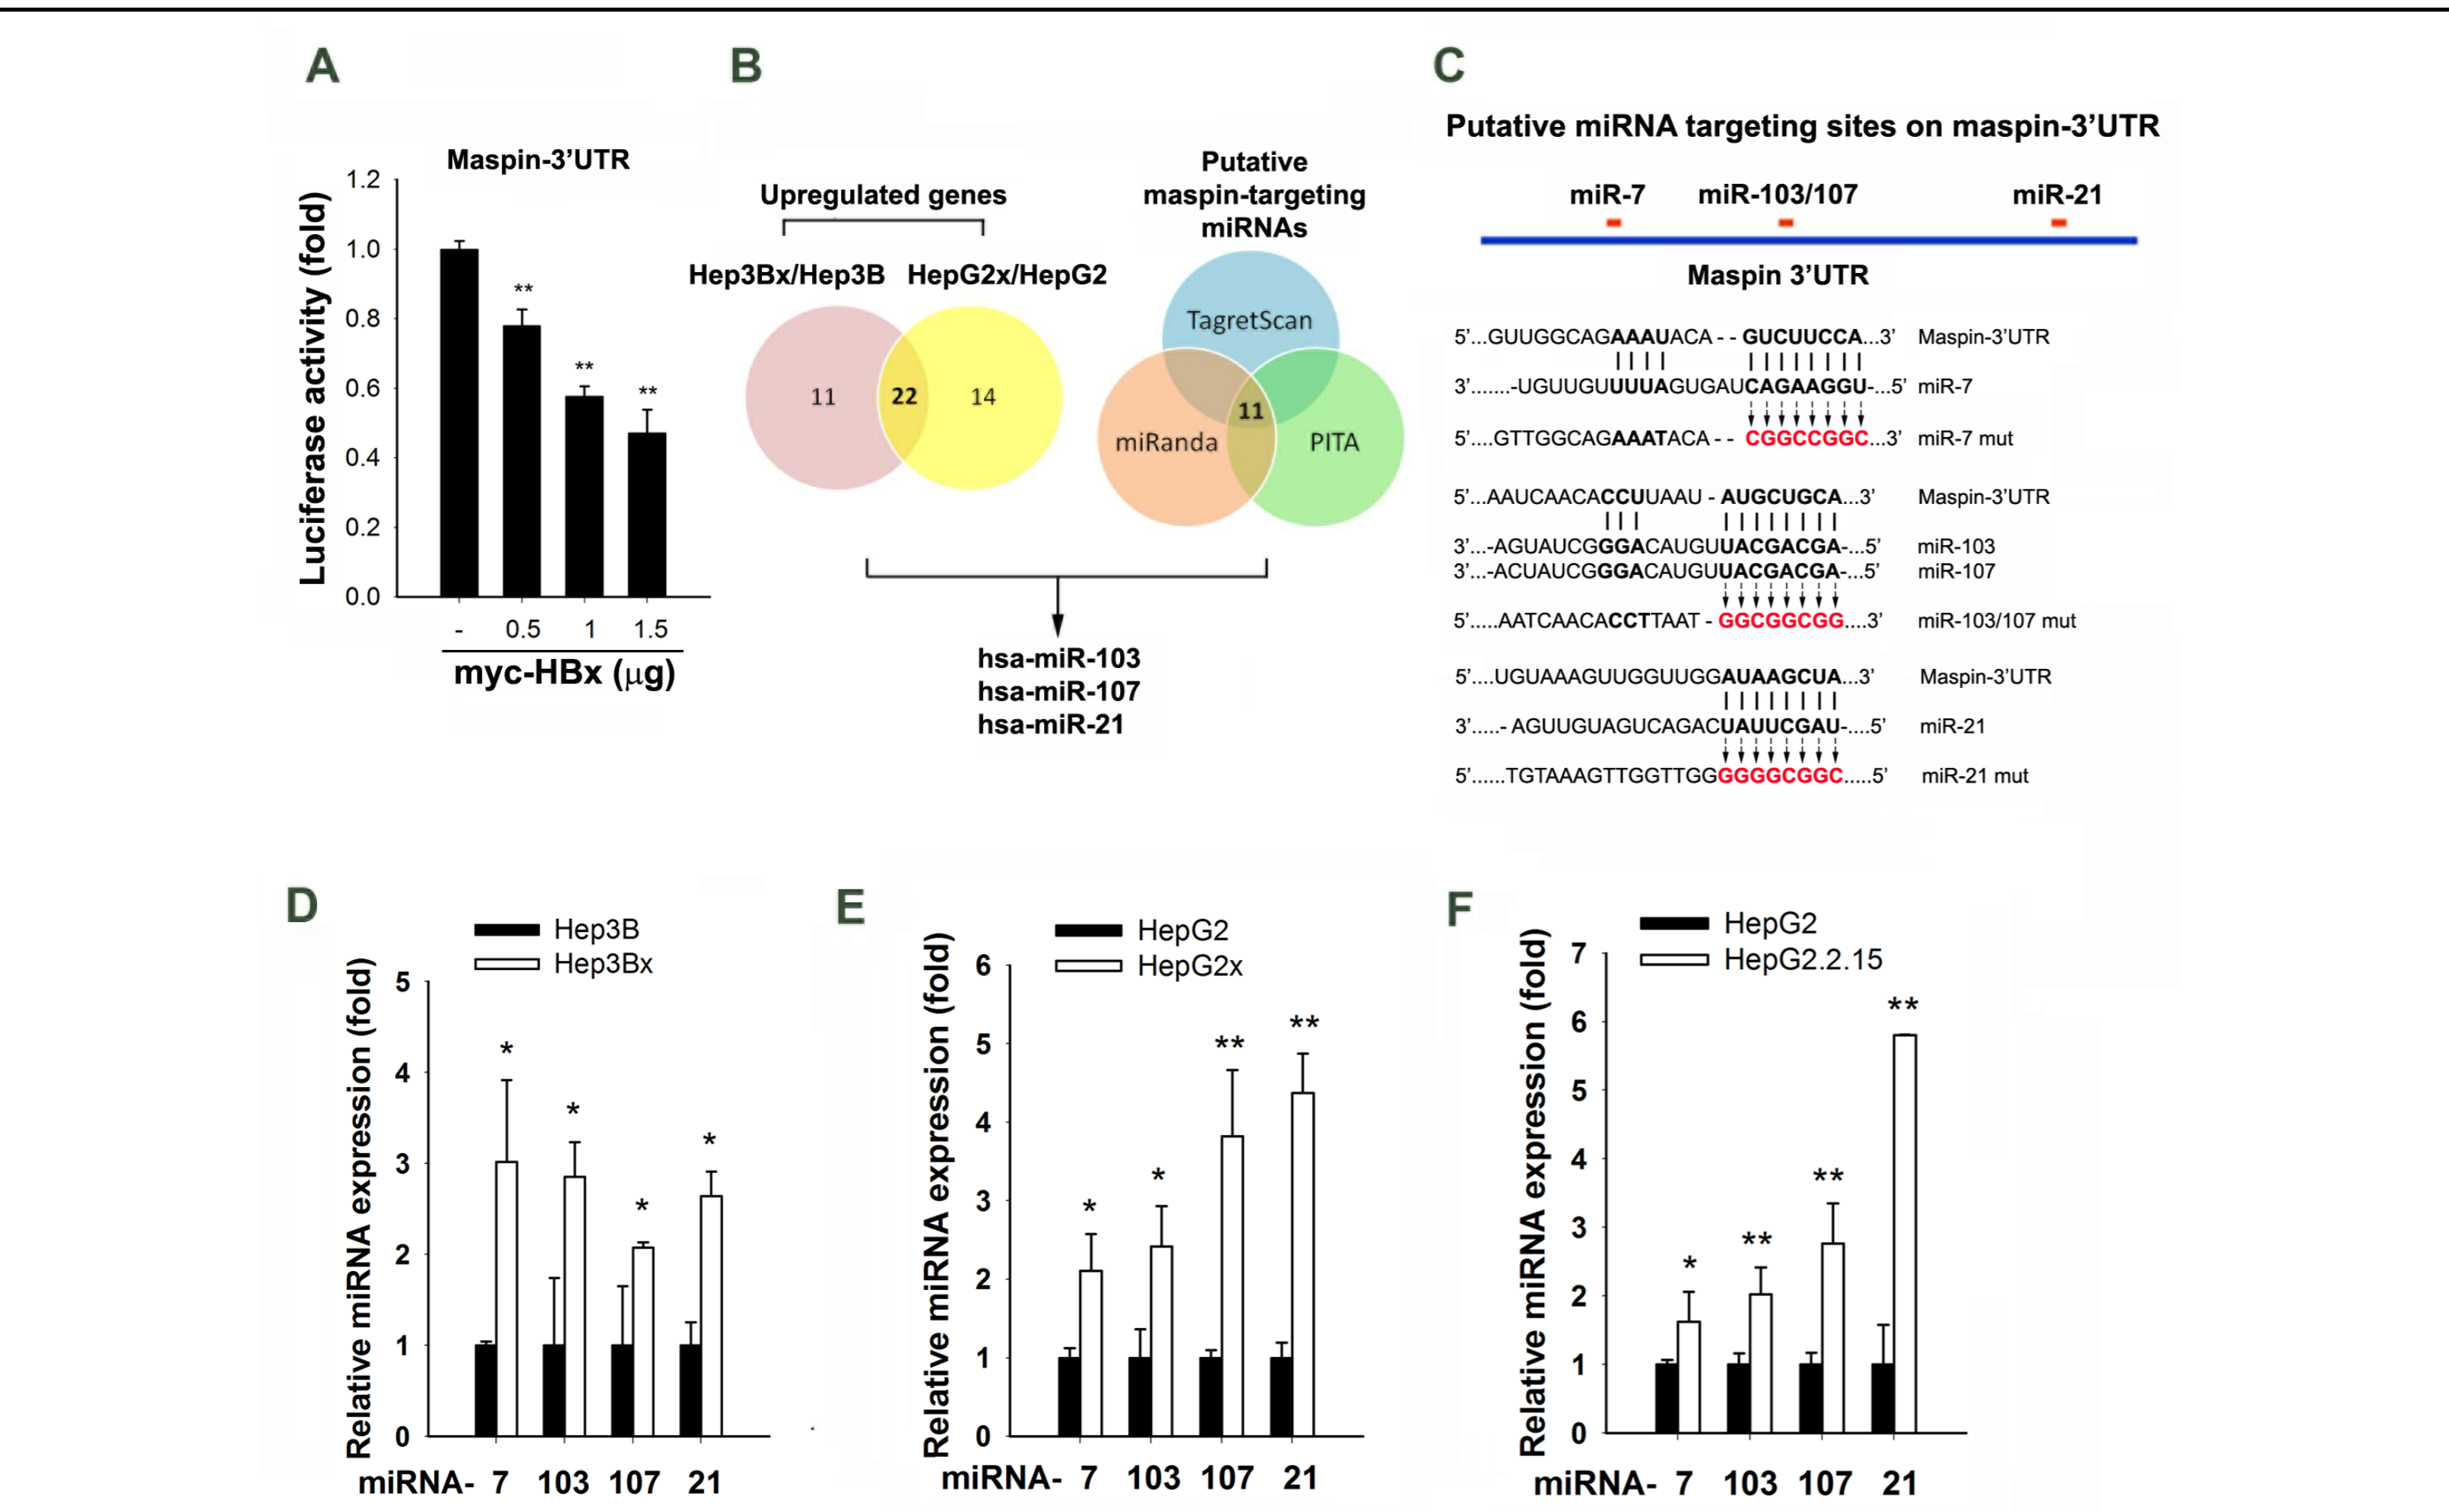 A
Maspin-3’UTR
Luciferase activity (fold)
1.2
1.0
0.8
0.6
0.4
0.2
0.0
**
**
**
- 0.5 1 1.5
myc-HBx (μg)
B
Upregulated genes
Hep3Bx/Hep3B HepG2x/HepG2
11 22 14
Putative
maspin-targeting
miRNAs
TagretScan
11
miRanda PITA
hsa-miR-103
hsa-miR-107
hsa-miR-21
C
Putative miRNA targeting sites on maspin-3’UTR
miR-7 miR-103/107 miR-21
Maspin 3’UTR
5’...GUUGGCAGAAAUACA - - GUCUUCCA...3’ Maspin-3’UTR
3’.......-UGUUGUUUUAGUGAUCAGAAGGU-...5’ miR-7
5’....GTTGGCAGAAATACA - - CGGCCGGC...3’ miR-7 mut
5’...AAUCAACACCUUAAU - AUGCUGCA...3’ Maspin-3’UTR
3’...-AGUAUCGGGACAUGUUACGACGA-...5’ miR-103
3’...-ACUAUCGGGACAUGUUACGACGA-...5’ miR-107
5’.....AATCAACACCTTAAT - GGCGGCGG....3’ miR-103/107 mut
5’....UGUAAAGUUGGUUGGAUAAGCUA...3’ Maspin-3’UTR
3’.....- AGUUGUAGUCAGACUAUUCGAU-....5’ miR-21
5’......TGTAAAGTTGGTTGGGGGGCGGC.....5’ miR-21 mut
D
Hep3B
Hep3Bx
Relative miRNA expression (fold)
5
4
3
2
1
0
*
*
*
*
miRNA- 7 103 107 21
E
HepG2
HepG2x
Relative miRNA expression (fold)
6
5
4
3
2
1
0
*
*
**
**
miRNA- 7 103 107 21
F
HepG2
HepG2.2.15
Relative miRNA expression (fold)
7
6
5
4
3
2
1
0
*
**
**
**
miRNA- 7 103 107 21